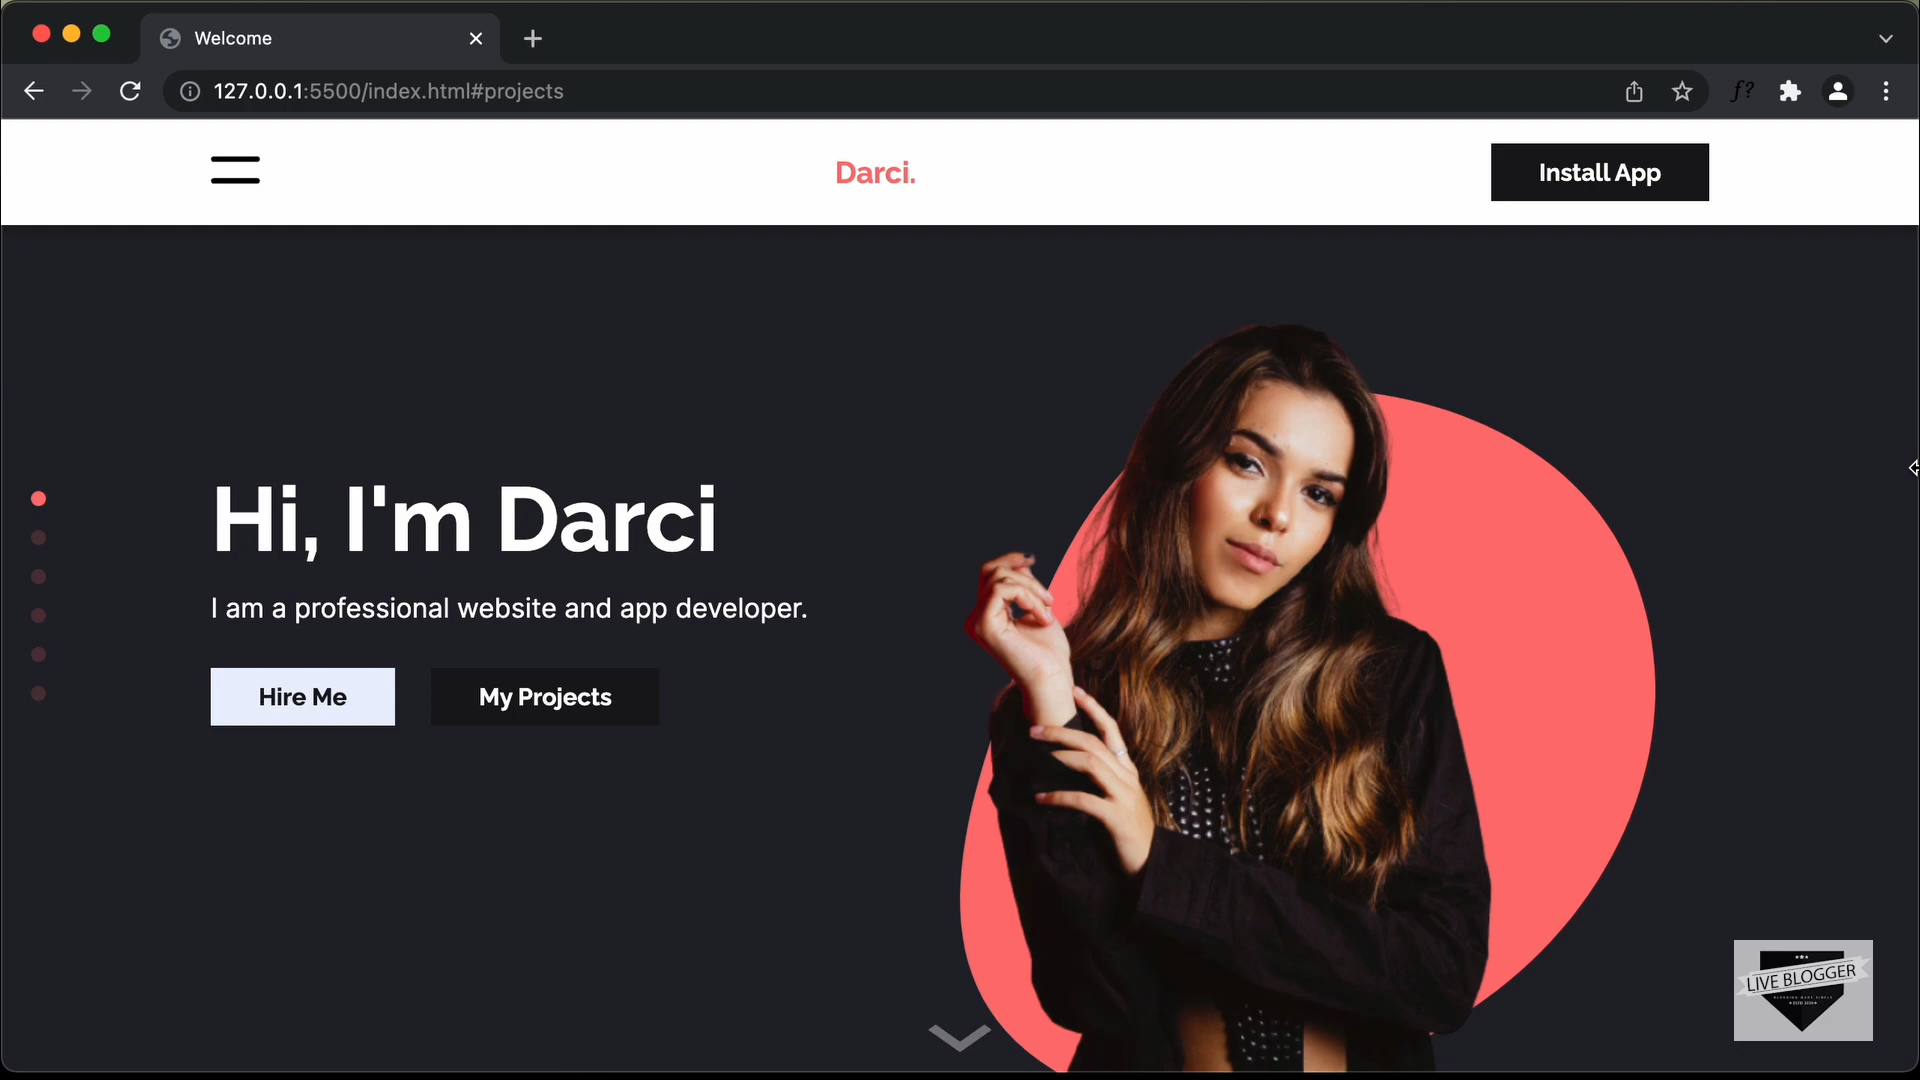 Welcome
127.0.0.1:5500/index.html#projects
f?
Darci.
Install App
Hi, I'm Darci
I am a professional website and app developer.
Hire Me
My Projects
LIVE BLOGGER